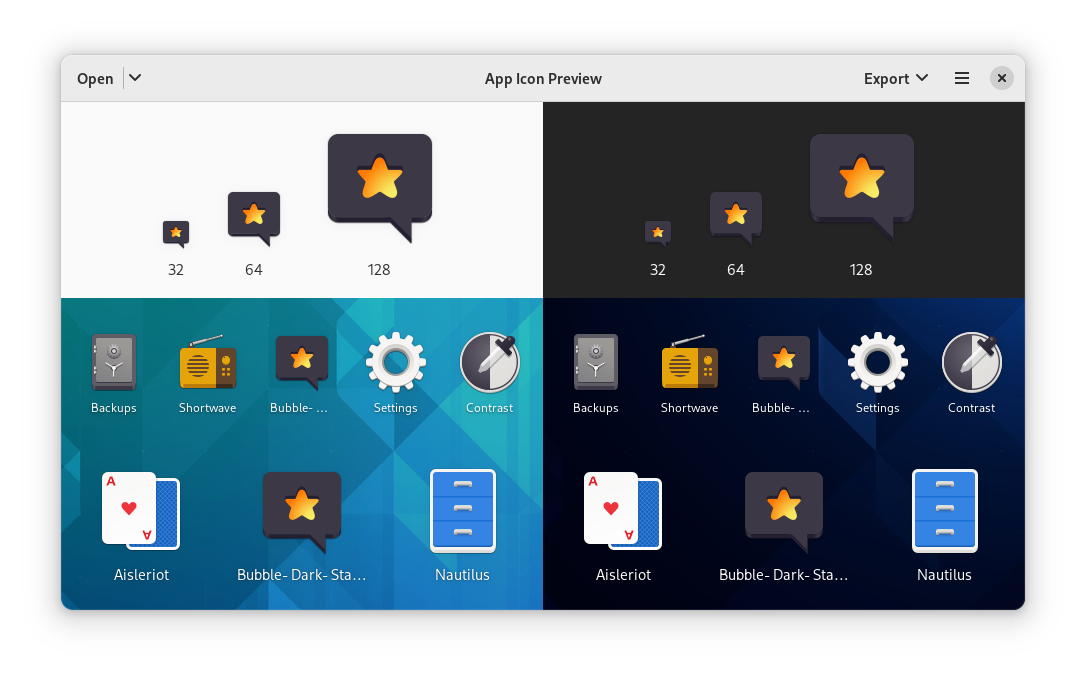 Open
App Icon Preview
Export
32 64 128
32 64 128
Backups Shortwave Bubble- ... Settings Contrast
Backups Shortwave Bubble- ... Settings Contrast
A
A
A
A
Aisleriot Bubble- Dark- Sta... Nautilus
Aisleriot Bubble- Dark- Sta... Nautilus